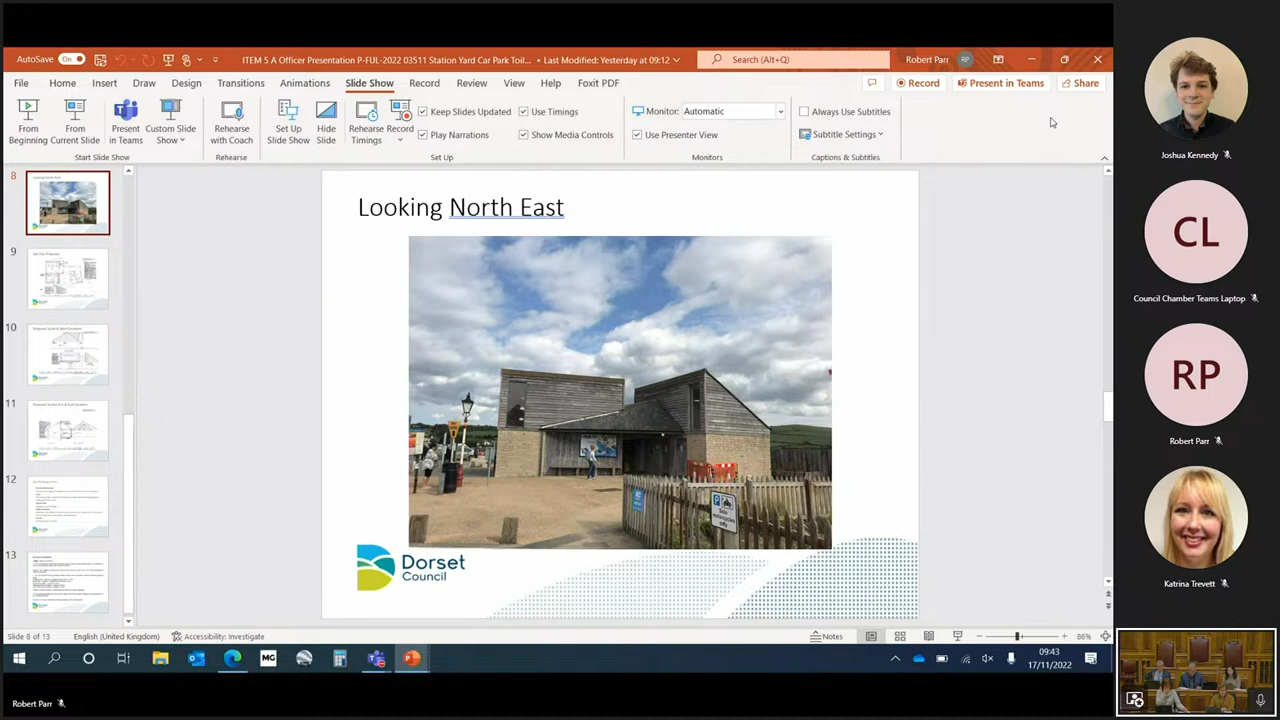 AutoSave On
ITEM 5 A Officer Presentation P-FUL-2022 03511 Station Yard Car Park Toil... • Last Modified: Yesterday at 09:12
Search (Alt+Q)
Robert Parr RP
File Home Insert Draw Design Transitions Animations Slide Show Record Review View Help Foxit PDF
Record Present in Teams Share
From Beginning
From Current Slide
Present in Teams
Custom Slide Show
Start Slide Show
Rehearse with Coach
Rehearse
Set Up Slide Show
Hide Slide
Rehearse Timings
Record
Keep Slides Updated
Play Narrations
Use Timings
Show Media Controls
Set Up
Monitor: Automatic
Use Presenter View
Monitors
Always Use Subtitles
Subtitle Settings
Captions & Subtitles
8
Looking North East
9
10
11
12
13
Looking North East
P
Solo
motorcycles
only
Dorset
Council
Slide 8 of 13
English (United Kingdom)
Accessibility: Investigate
Notes
86%
MG
09:43
17/11/2022
Robert Parr
Joshua Kennedy
CL
Council Chamber Teams Laptop
RP
Robert Parr
Katrina Trevett